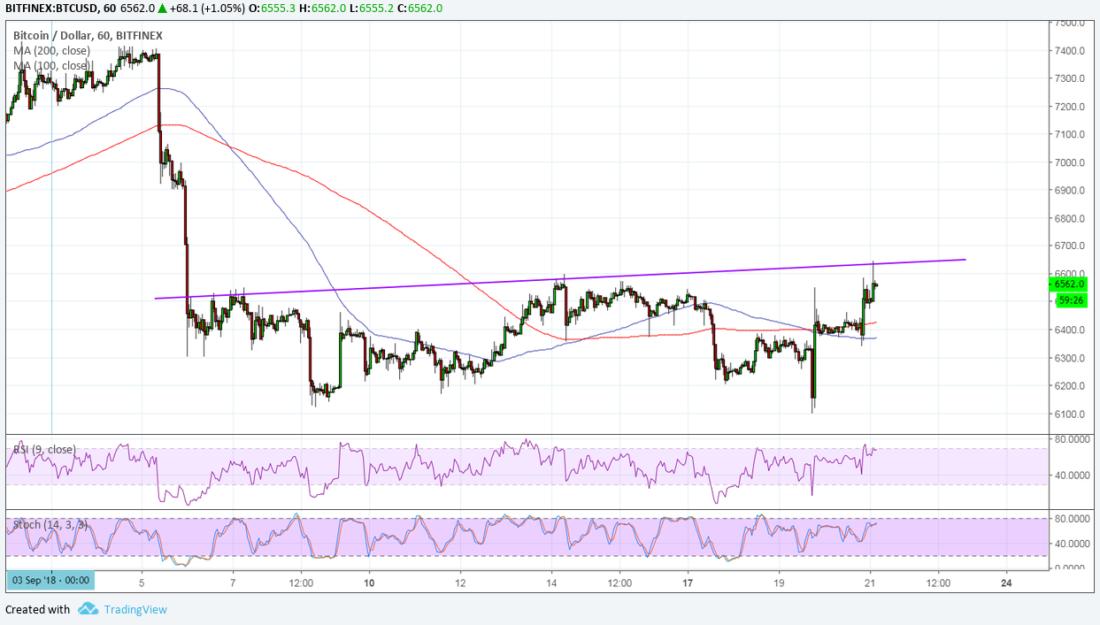 BITFINEX:BTCUSD, 60 6562.0 ▲ +68.1 (+1.05%) O:6555.3 H:6562.0 L:6555.2 C:6562.0
Bitcoin / Dollar, 60, BITFINEX
MA (200, close)
MA (100, close)
7500.0
7400.0
7300.0
7200.0
7100.0
7000.0
6900.0
6800.0
6700.0
6600.0
6562.0
59:26
6400.0
6300.0
6200.0
6100.0
RSI (9, close)
80.0000
40.0000
Stoch (14, 3, 3)
80.0000
40.0000
0.0000
03 Sep '18 - 00:00 5 7 12:00 10 12 14 12:00 17 19 21 12:00 24
Created with TradingView